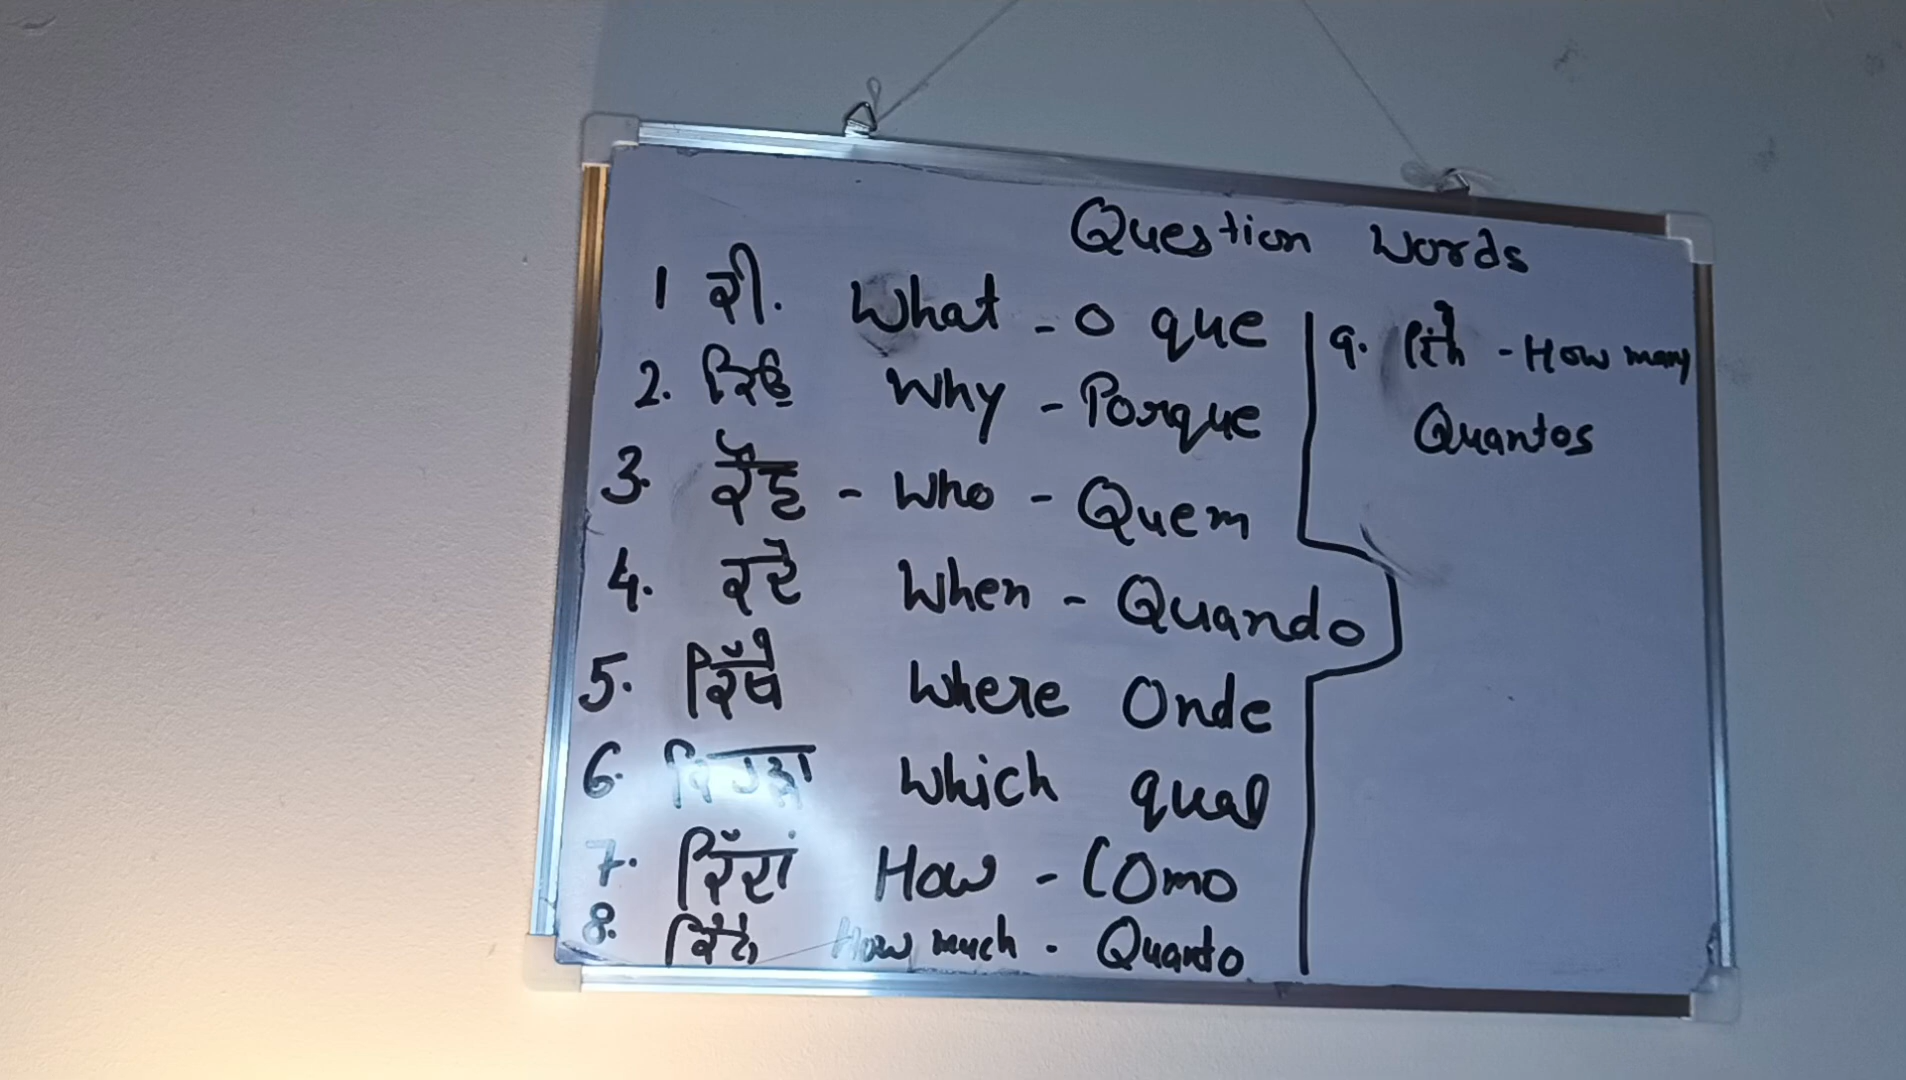 Question Words
1 ਕੀ. What - O que
2. ਕਿਉਂ Why - Porque
3. ਕੌਣ - Who - Quem
4. ਕਦੋਂ When - Quando
5. ਕਿੱਥੇ Where Onde
6. ਕਿਹੜਾ Which qual
7. ਕਿੱਦਾਂ How - Como
8. How much - Quanto
9. - How many
Quantos